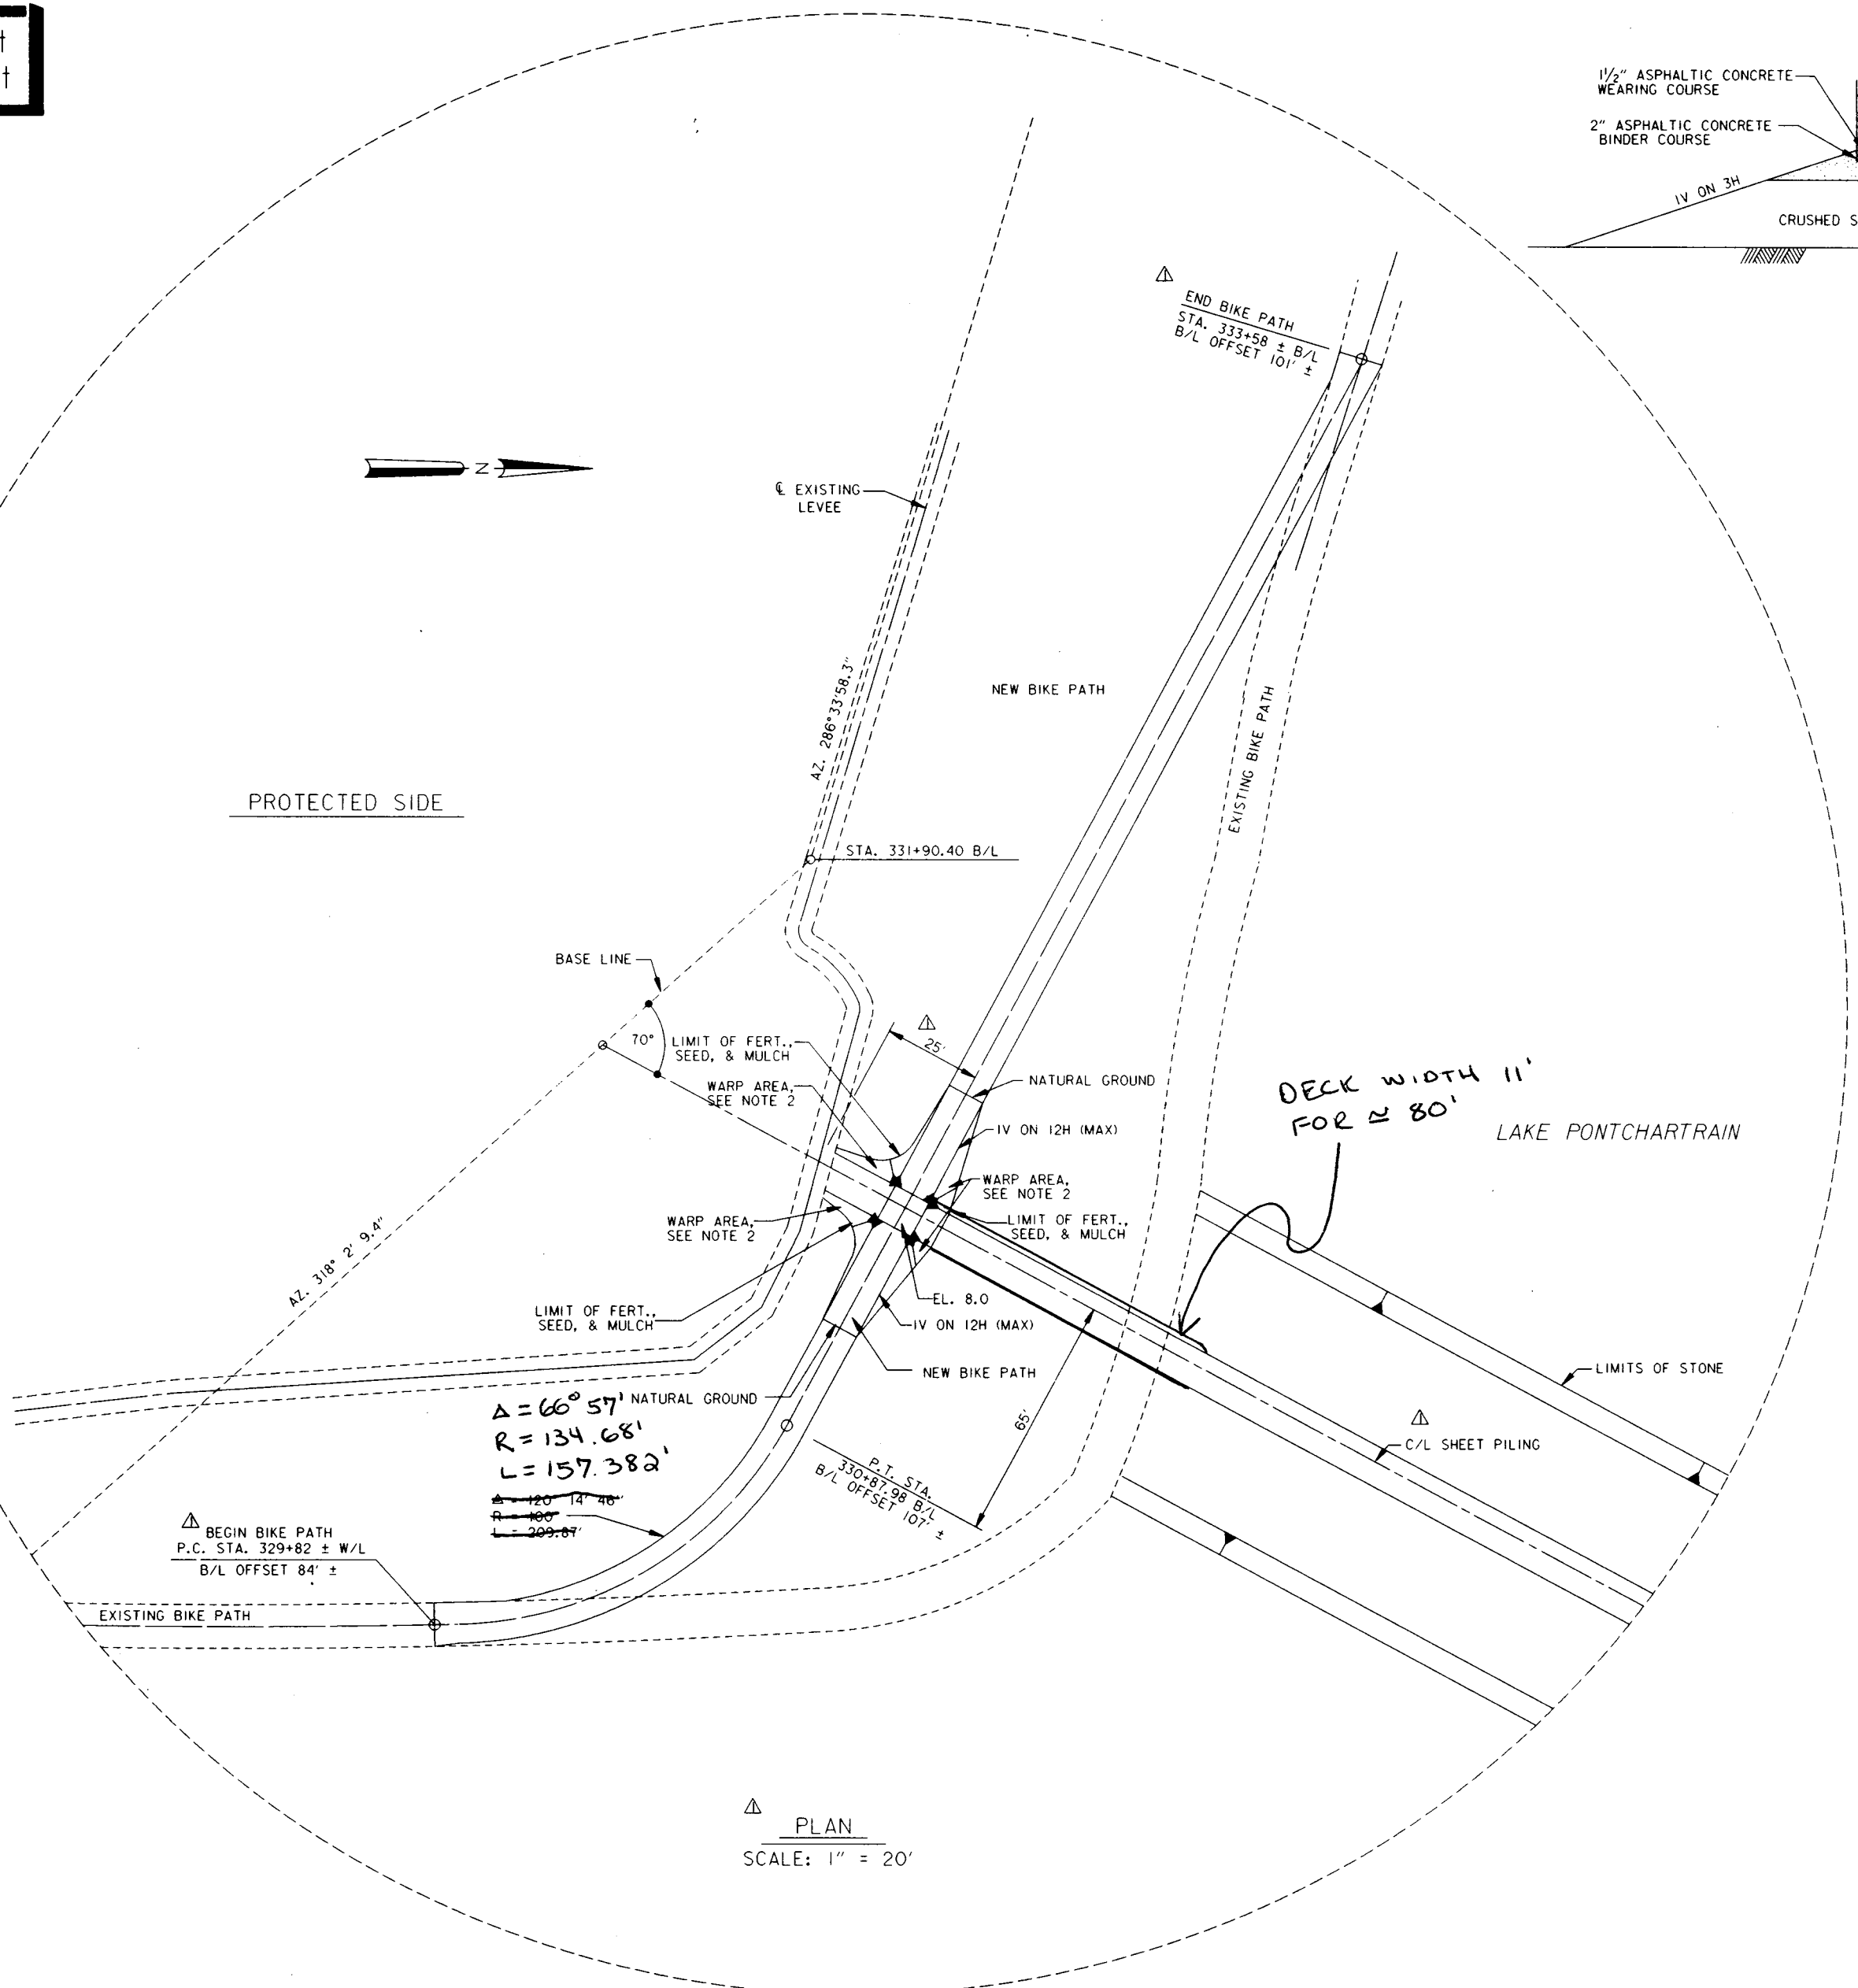 t
t
1 1/2" ASPHALTIC CONCRETE
WEARING COURSE
2" ASPHALTIC CONCRETE
BINDER COURSE
1V ON 3H
CRUSHED S
END BIKE PATH
STA. 333+58 ± B/L
B/L OFFSET 101' ±
N
℄ EXISTING
LEVEE
AZ. 286°33'58.3"
NEW BIKE PATH
EXISTING BIKE PATH
PROTECTED SIDE
STA. 331+90.40 B/L
BASE LINE
70°
LIMIT OF FERT.,
SEED, & MULCH
25'
WARP AREA,
SEE NOTE 2
NATURAL GROUND
1V ON 12H (MAX)
DECK WIDTH 11'
FOR ≃ 80'
LAKE PONTCHARTRAIN
WARP AREA,
SEE NOTE 2
LIMIT OF FERT.,
SEED, & MULCH
WARP AREA,
SEE NOTE 2
AZ. 318° 2' 9.4"
EL. 8.0
LIMIT OF FERT.,
SEED, & MULCH
1V ON 12H (MAX)
NEW BIKE PATH
LIMITS OF STONE
NATURAL GROUND
Δ = 66° 57'
R = 134.68'
L = 157.382'
Δ = 120° 14' 46"
R = 100'
L = 209.87'
65'
C/L SHEET PILING
P.T. STA.
330+87.98 B/L
B/L OFFSET 107' ±
BEGIN BIKE PATH
P.C. STA. 329+82 ± W/L
B/L OFFSET 84' ±
EXISTING BIKE PATH
PLAN
SCALE: 1" = 20'